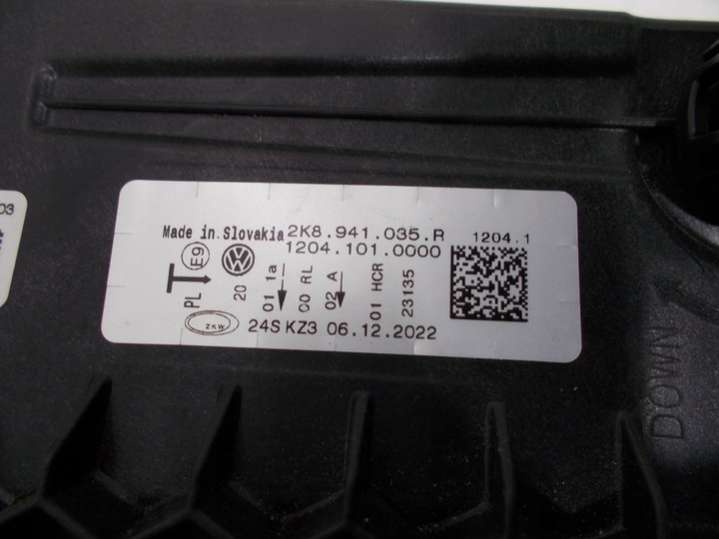 03
Made in Slovakia 2K8.941.035.R 1204.1
1204.101.0000
E9
PL
20
01 1a
00 RL
02 A
01 HCR
23135
ZKW
24S KZ3 06.12.2022
DOWN